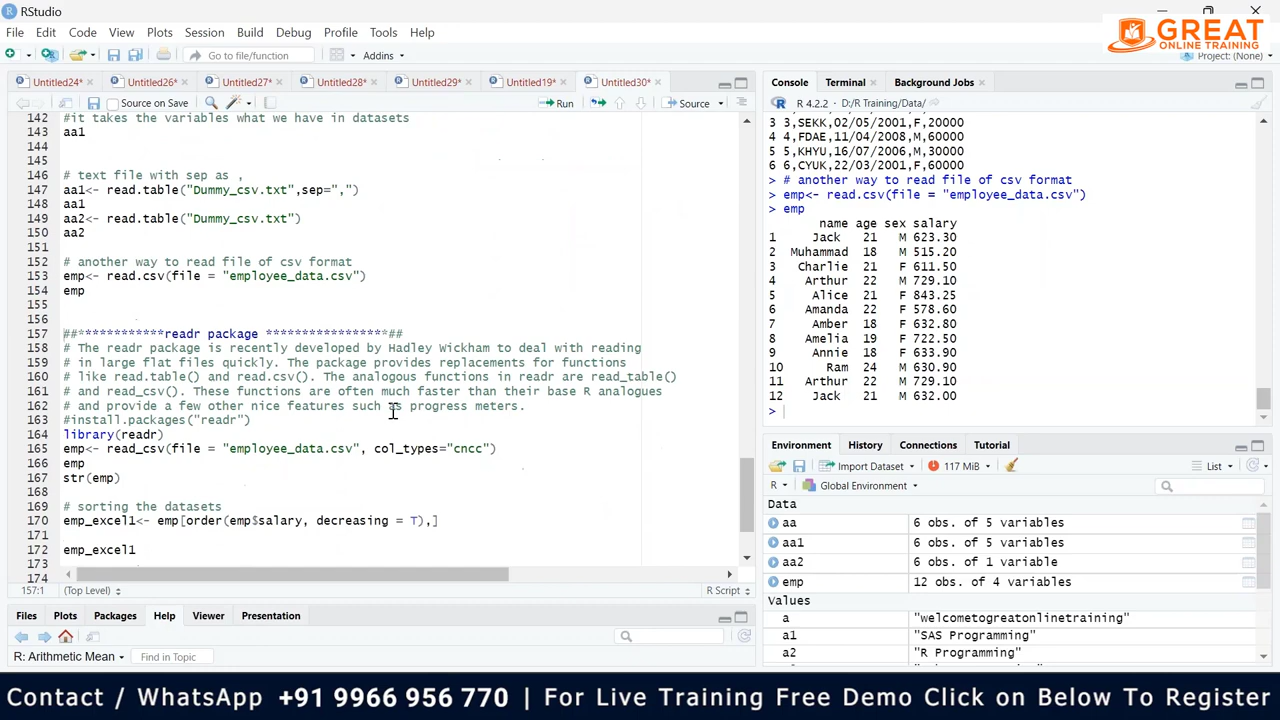 RStudio
File Edit Code View Plots Session Build Debug Profile Tools Help
GREAT
ONLINE TRAINING
Go to file/function
Addins
Project: (None)
Untitled24* Untitled26* Untitled27* Untitled28* Untitled29* Untitled19* Untitled30*
Source on Save Run Source
142 #it takes the variables what we have in datasets
143 aa1
144
145
146 # text file with sep as ,
147 aa1<- read.table("Dummy_csv.txt",sep=",")
148 aa1
149 aa2<- read.table("Dummy_csv.txt")
150 aa2
151
152 # another way to read file of csv format
153 emp<- read.csv(file = "employee_data.csv")
154 emp
155
156
157 ##************readr package *****************##
158 # The readr package is recently developed by Hadley Wickham to deal with reading
159 # in large flat files quickly. The package provides replacements for functions
160 # like read.table() and read.csv(). The analogous functions in readr are read_table()
161 # and read_csv(). These functions are often much faster than their base R analogues
162 # and provide a few other nice features such as progress meters.
163 #install.packages("readr")
164 library(readr)
165 emp<- read_csv(file = "employee_data.csv", col_types="cncc")
166 emp
167 str(emp)
168
169 # sorting the datasets
170 emp_excel1<- emp[order(emp$salary, decreasing = T),]
171
172 emp_excel1
173
174
157:1 (Top Level) R Script
Files Plots Packages Help Viewer Presentation
R: Arithmetic Mean Find in Topic
Console Terminal Background Jobs
R 4.2.2 · D:/R Training/Data/
3 3,SEKK,02/05/2001,F,20000
4 4,FDAE,11/04/2008,M,60000
5 5,KHYU,16/07/2006,M,30000
6 6,CYUK,22/03/2001,F,60000
> # another way to read file of csv format
> emp<- read.csv(file = "employee_data.csv")
> emp
name age sex salary
1 Jack 21 M 623.30
2 Muhammad 18 M 515.20
3 Charlie 21 F 611.50
4 Arthur 22 M 729.10
5 Alice 21 F 843.25
6 Amanda 22 F 578.60
7 Amber 18 F 632.80
8 Amelia 19 F 722.50
9 Annie 18 F 633.90
10 Ram 24 M 630.90
11 Arthur 22 M 729.10
12 Jack 21 M 632.00
>
Environment History Connections Tutorial
Import Dataset 117 MiB List
R Global Environment
Data
aa 6 obs. of 5 variables
aa1 6 obs. of 5 variables
aa2 6 obs. of 1 variable
emp 12 obs. of 4 variables
Values
a "welcometogreatonlinetraining"
a1 "SAS Programming"
a2 "R Programming"
Contact / WhatsApp +91 9966 956 770 | For Live Training Free Demo Click on Below To Register